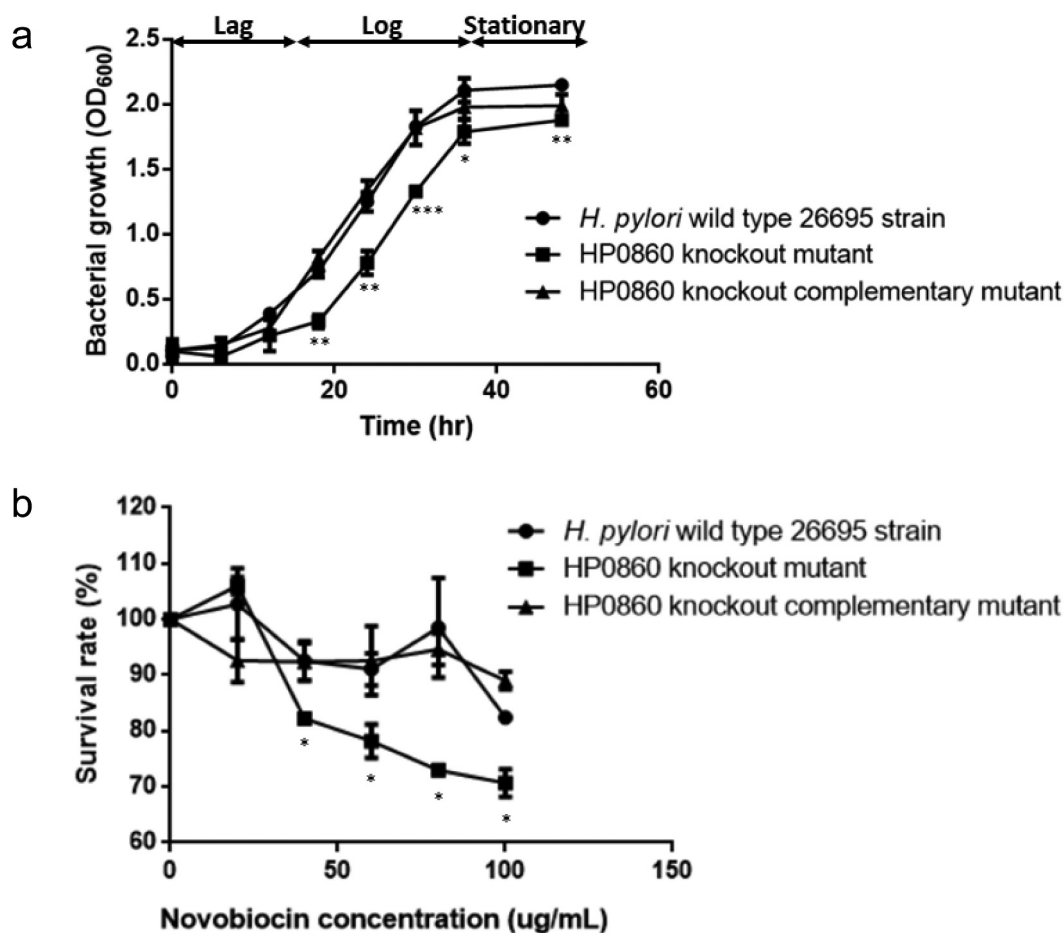 a
Lag Log Stationary
2.5
2.0
1.5
1.0
0.5
0.0
Bacterial growth (OD600)
0 20 40 60
Time (hr)
** ** *** * **
H. pylori wild type 26695 strain
HP0860 knockout mutant
HP0860 knockout complementary mutant
b
120
110
100
90
80
70
60
Survival rate (%)
0 50 100 150
Novobiocin concentration (ug/mL)
* * * *
H. pylori wild type 26695 strain
HP0860 knockout mutant
HP0860 knockout complementary mutant